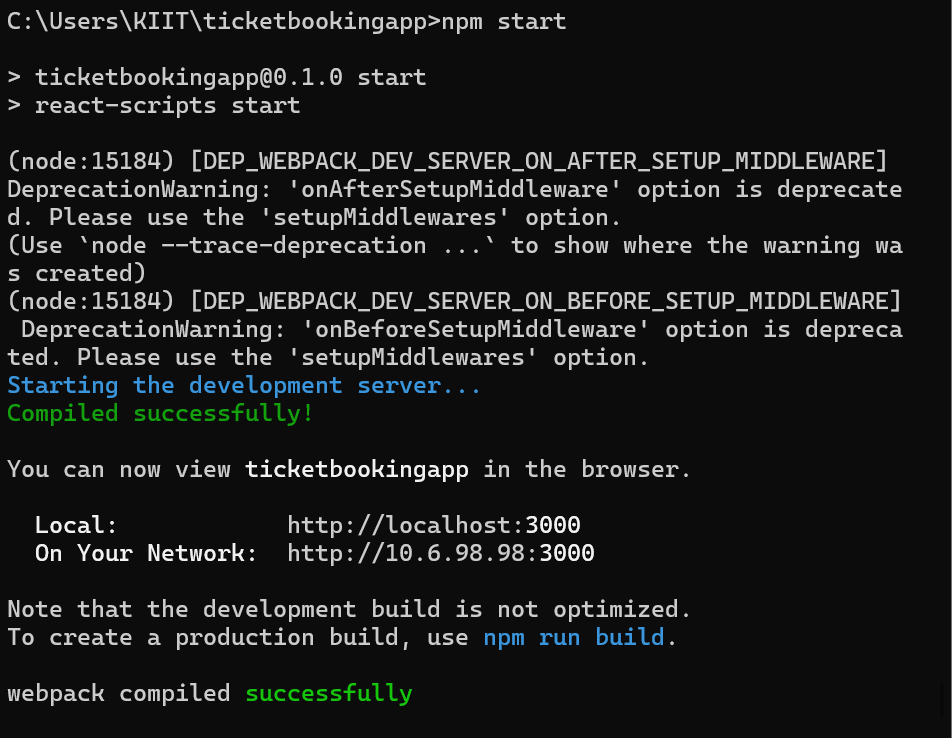 C:\Users\KIIT\ticketbookingapp>npm start
> ticketbookingapp@0.1.0 start
> react-scripts start
(node:15184) [DEP_WEBPACK_DEV_SERVER_ON_AFTER_SETUP_MIDDLEWARE]
DeprecationWarning: 'onAfterSetupMiddleware' option is deprecate
d. Please use the 'setupMiddlewares' option.
(Use `node --trace-deprecation ...` to show where the warning wa
s created)
(node:15184) [DEP_WEBPACK_DEV_SERVER_ON_BEFORE_SETUP_MIDDLEWARE]
 DeprecationWarning: 'onBeforeSetupMiddleware' option is depreca
ted. Please use the 'setupMiddlewares' option.
Starting the development server...
Compiled successfully!
You can now view ticketbookingapp in the browser.
  Local:            http://localhost:3000
  On Your Network:  http://10.6.98.98:3000
Note that the development build is not optimized.
To create a production build, use npm run build.
webpack compiled successfully